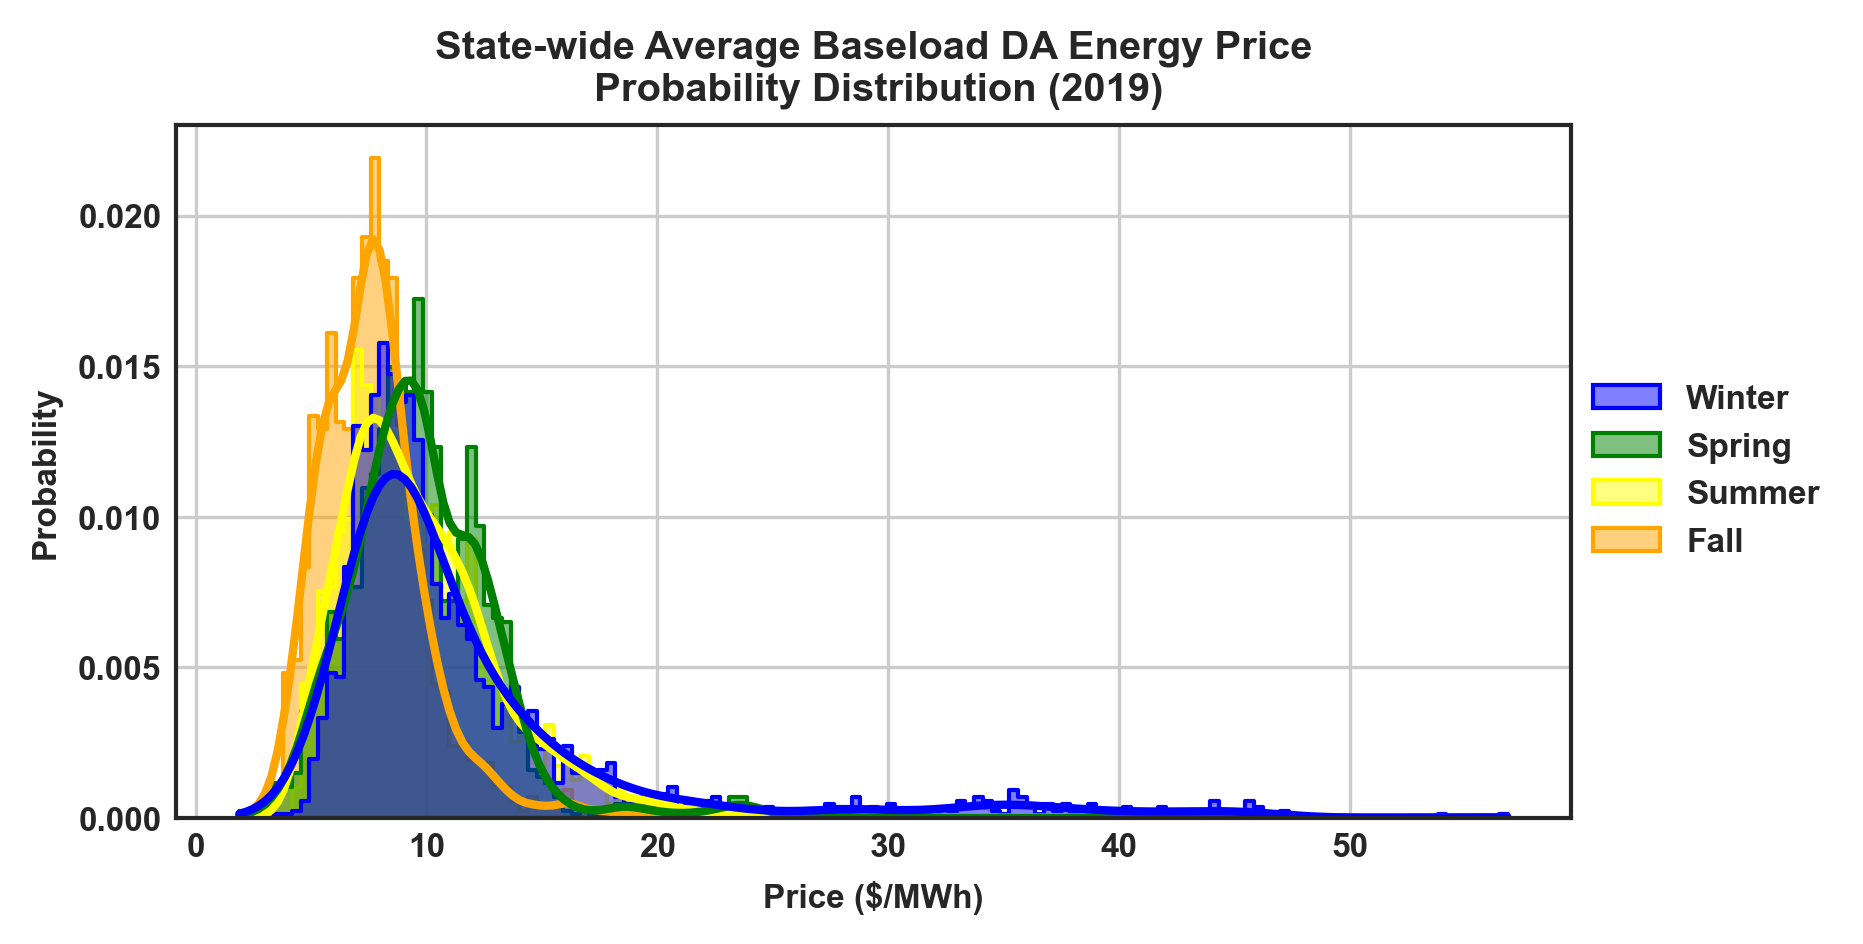 State-wide Average Baseload DA Energy Price
Probability Distribution (2019)
Probability
0.020
0.015
0.010
0.005
0.000
0
10
20
30
40
50
Price ($/MWh)
Winter
Spring
Summer
Fall